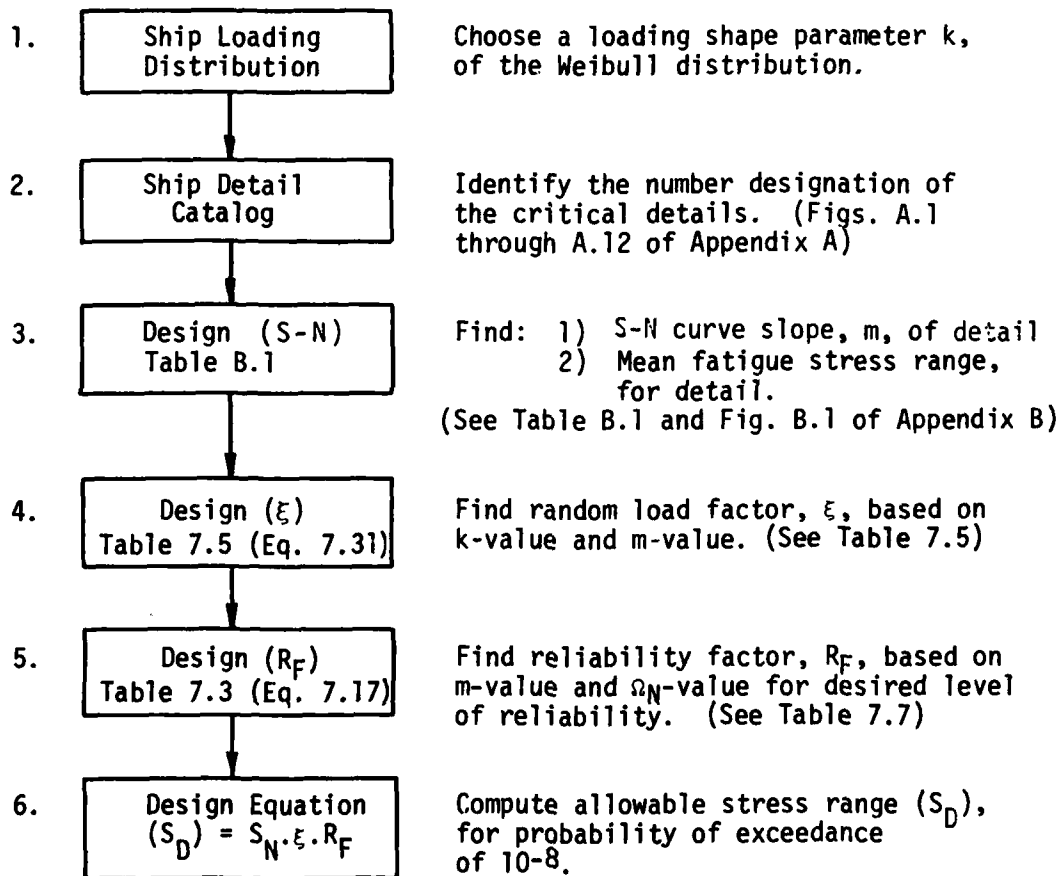 1.
Ship Loading
Distribution
Choose a loading shape parameter k,
of the Weibull distribution.
2.
Ship Detail
Catalog
Identify the number designation of
the critical details. (Figs. A.1
through A.12 of Appendix A)
3.
Design (S-N)
Table B.1
Find: 1) S-N curve slope, m, of detail
2) Mean fatigue stress range,
for detail.
(See Table B.1 and Fig. B.1 of Appendix B)
4.
Design (ξ)
Table 7.5 (Eq. 7.31)
Find random load factor, ξ, based on
k-value and m-value. (See Table 7.5)
5.
Design (R_F)
Table 7.3 (Eq. 7.17)
Find reliability factor, R_F, based on
m-value and Ω_N-value for desired level
of reliability. (See Table 7.7)
6.
Design Equation
(S_D) = S_N.ξ.R_F
Compute allowable stress range (S_D),
for probability of exceedance
of 10-8.